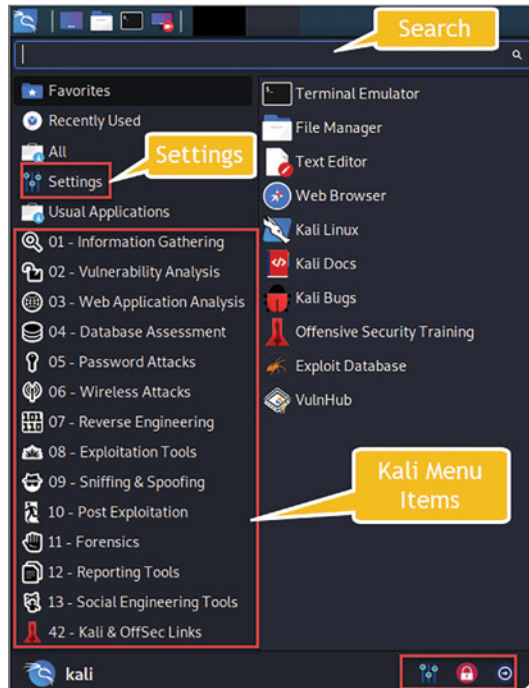 Search
Favorites
Recently Used
All
Settings
Settings
Usual Applications
01 - Information Gathering
02 - Vulnerability Analysis
03 - Web Application Analysis
04 - Database Assessment
05 - Password Attacks
06 - Wireless Attacks
07 - Reverse Engineering
08 - Exploitation Tools
09 - Sniffing & Spoofing
10 - Post Exploitation
11 - Forensics
12 - Reporting Tools
13 - Social Engineering Tools
42 - Kali & OffSec Links
Terminal Emulator
File Manager
Text Editor
Web Browser
Kali Linux
Kali Docs
Kali Bugs
Offensive Security Training
Exploit Database
VulnHub
Kali Menu
Items
kali